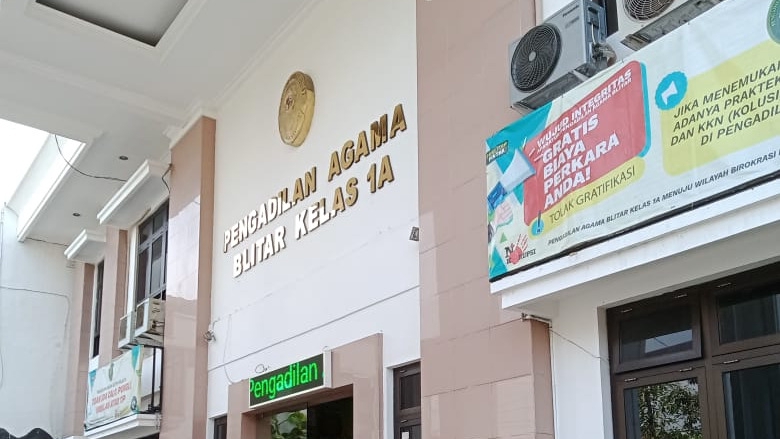 PENGADILAN AGAMA
BLITAR KELAS 1A
Pengadilan
WUJUD INTEGRITAS
GRATIS
BIAYA
PERKARA
ANDA!
TOLAK GRATIFIKASI
JIKA MENEMUKAN
ADANYA PRAKTEK
DAN KKN (KOLUSI
DI PENGADIL
PENGADILAN AGAMA BLITAR KELAS 1A MENUJU WILAYAH BIROKRASI